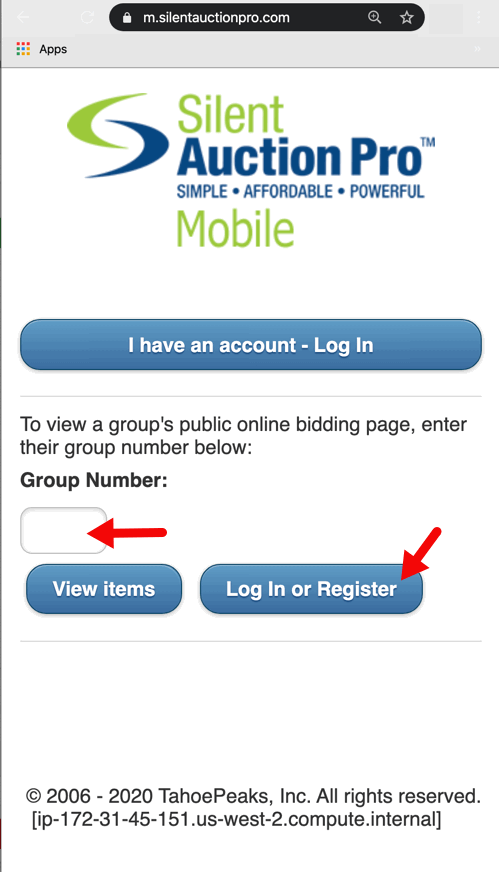 m.silentauctionpro.com
Apps
Silent
Auction Pro™
SIMPLE • AFFORDABLE • POWERFUL
Mobile
I have an account - Log In
To view a group's public online bidding page, enter
their group number below:
Group Number:
View items Log In or Register
© 2006 - 2020 TahoePeaks, Inc. All rights reserved.
[ip-172-31-45-151.us-west-2.compute.internal]